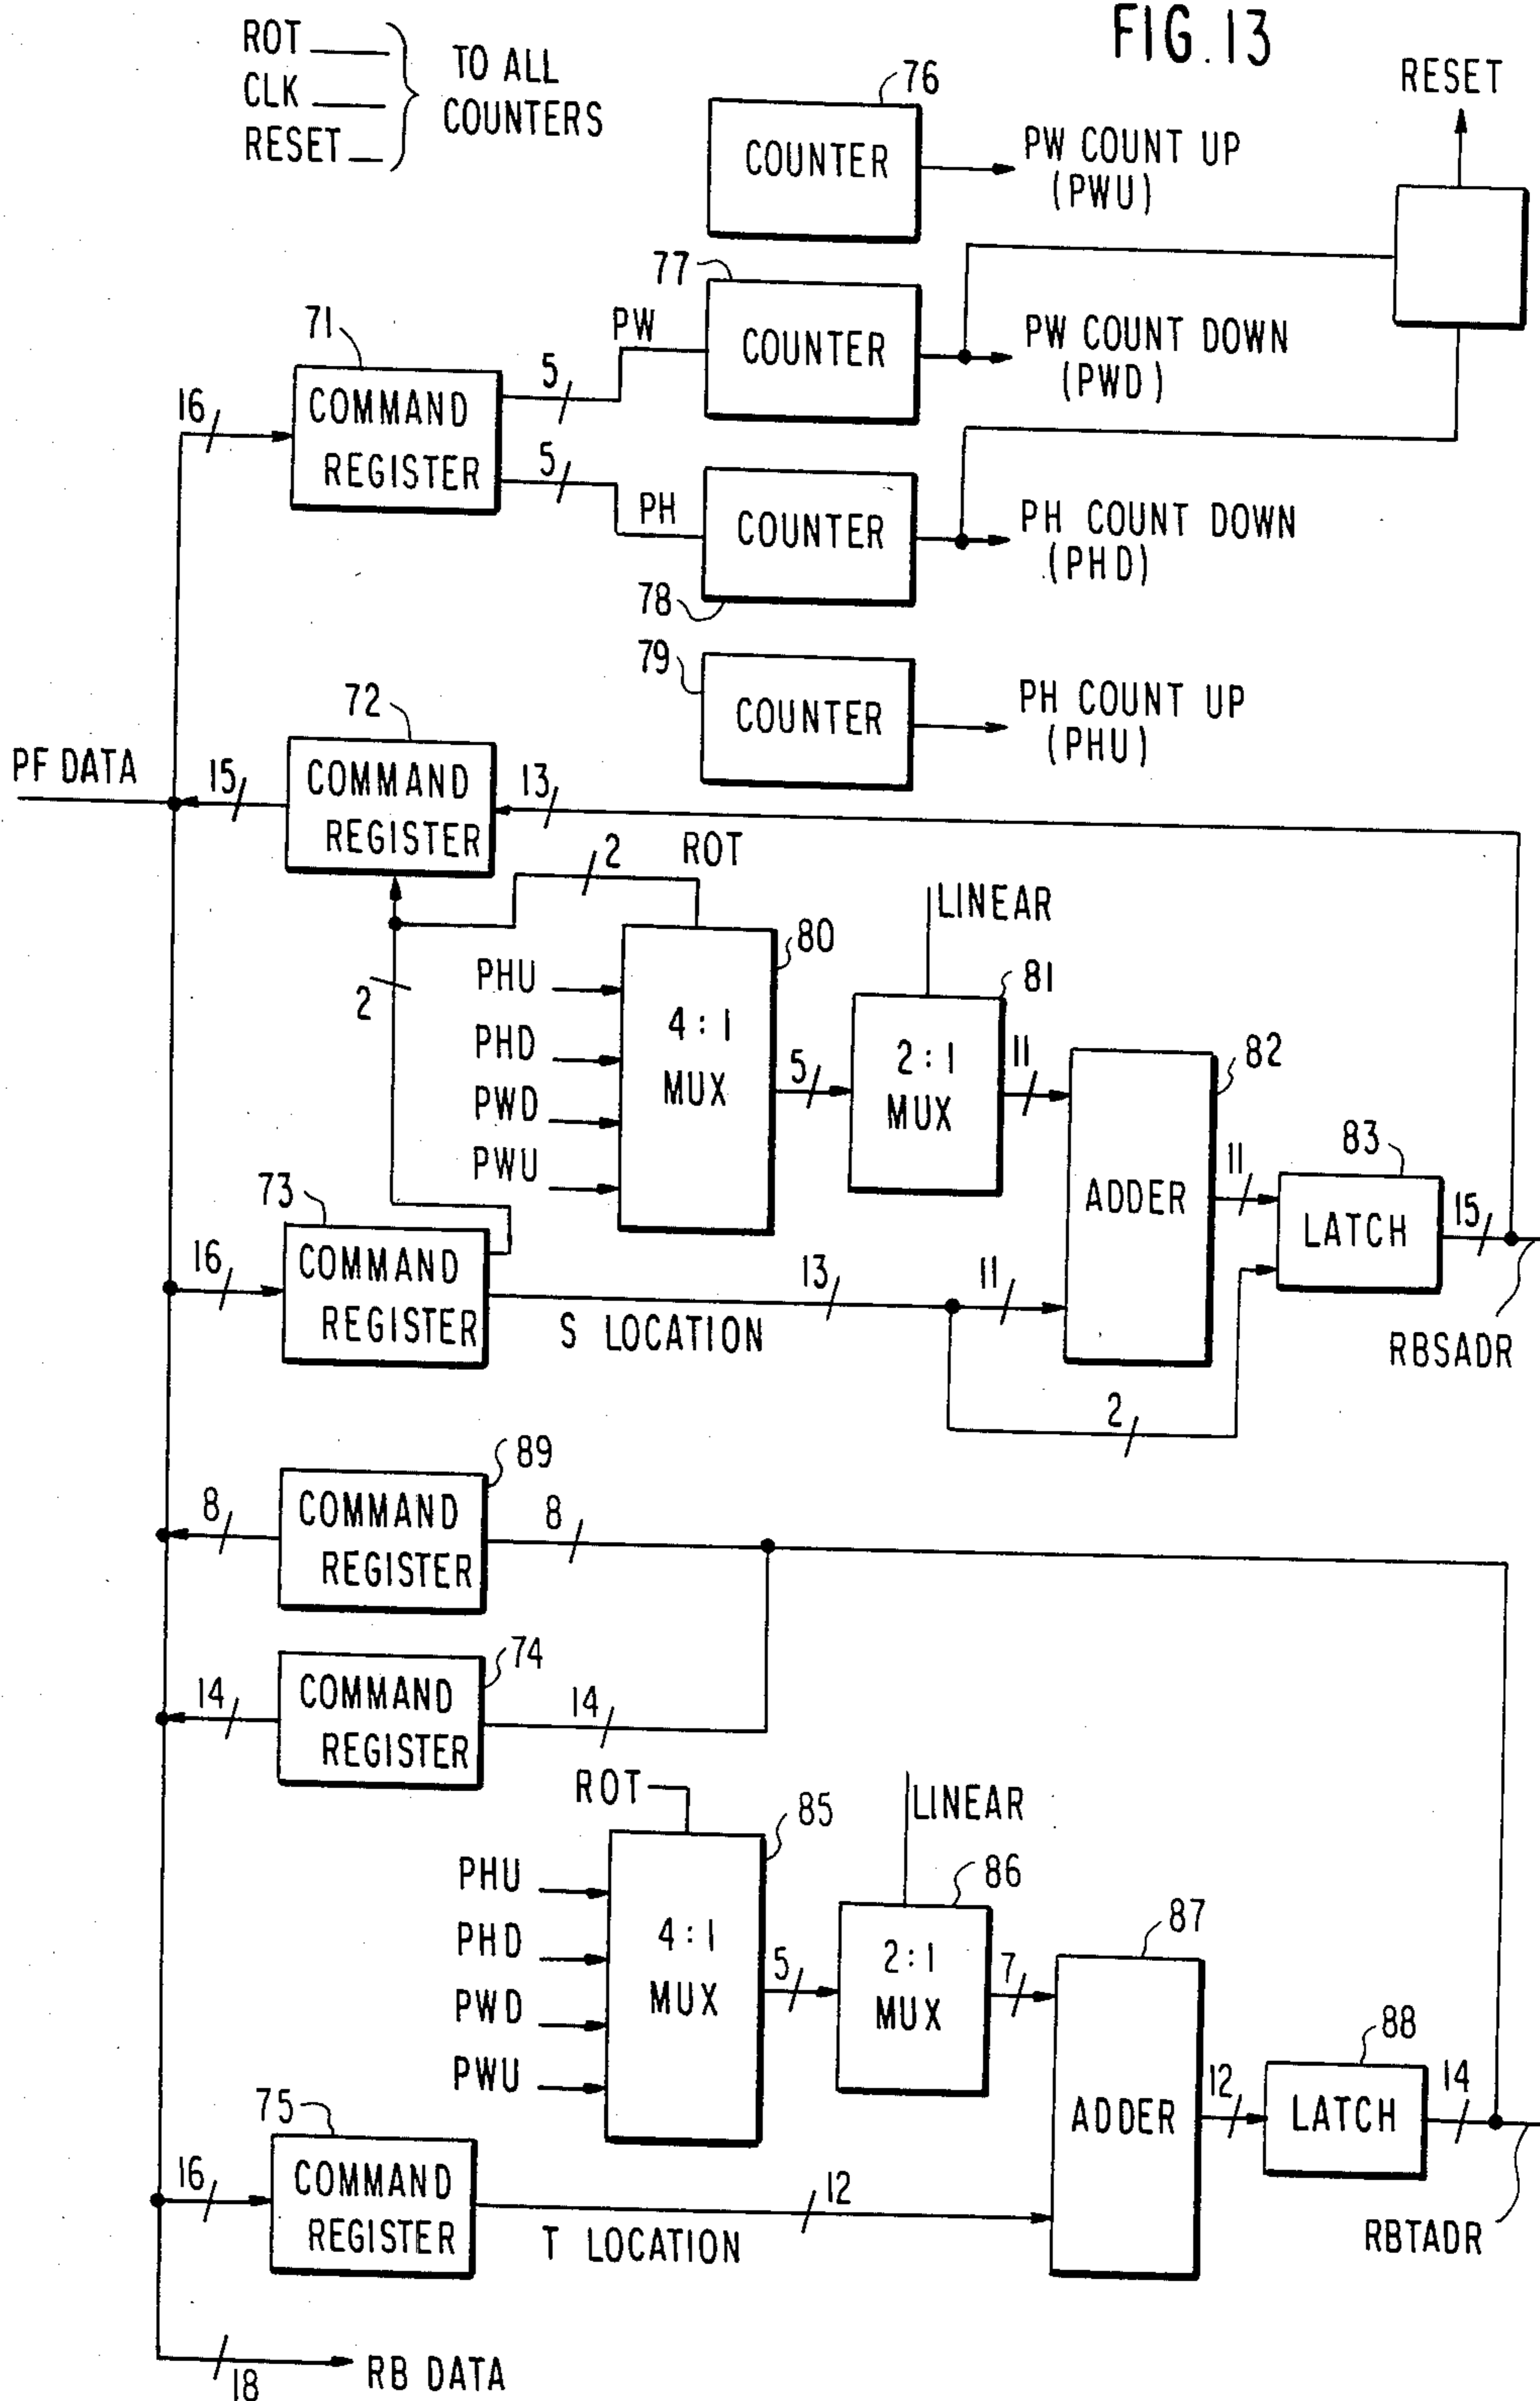 FIG.13
ROT
CLK
RESET
TO ALL
COUNTERS
RESET
76
COUNTER
PW COUNT UP
(PWU)
77
PW
COUNTER
PW COUNT DOWN
(PWD)
71
16
COMMAND
REGISTER
5
5
PH
COUNTER
78
PH COUNT DOWN
(PHD)
79
COUNTER
PH COUNT UP
(PHU)
72
PF DATA
15
COMMAND
REGISTER
13
2
ROT
2
PHU
PHD
PWD
PWU
80
4:1
MUX
5
LINEAR
81
2:1
MUX
11
82
ADDER
11
83
LATCH
15
RBSADR
73
16
COMMAND
REGISTER
S LOCATION
13
11
2
89
8
COMMAND
REGISTER
8
74
14
COMMAND
REGISTER
14
ROT
85
PHU
PHD
PWD
PWU
4:1
MUX
5
LINEAR
86
2:1
MUX
7
87
ADDER
12
88
LATCH
14
RBTADR
75
16
COMMAND
REGISTER
T LOCATION
12
18
RB DATA